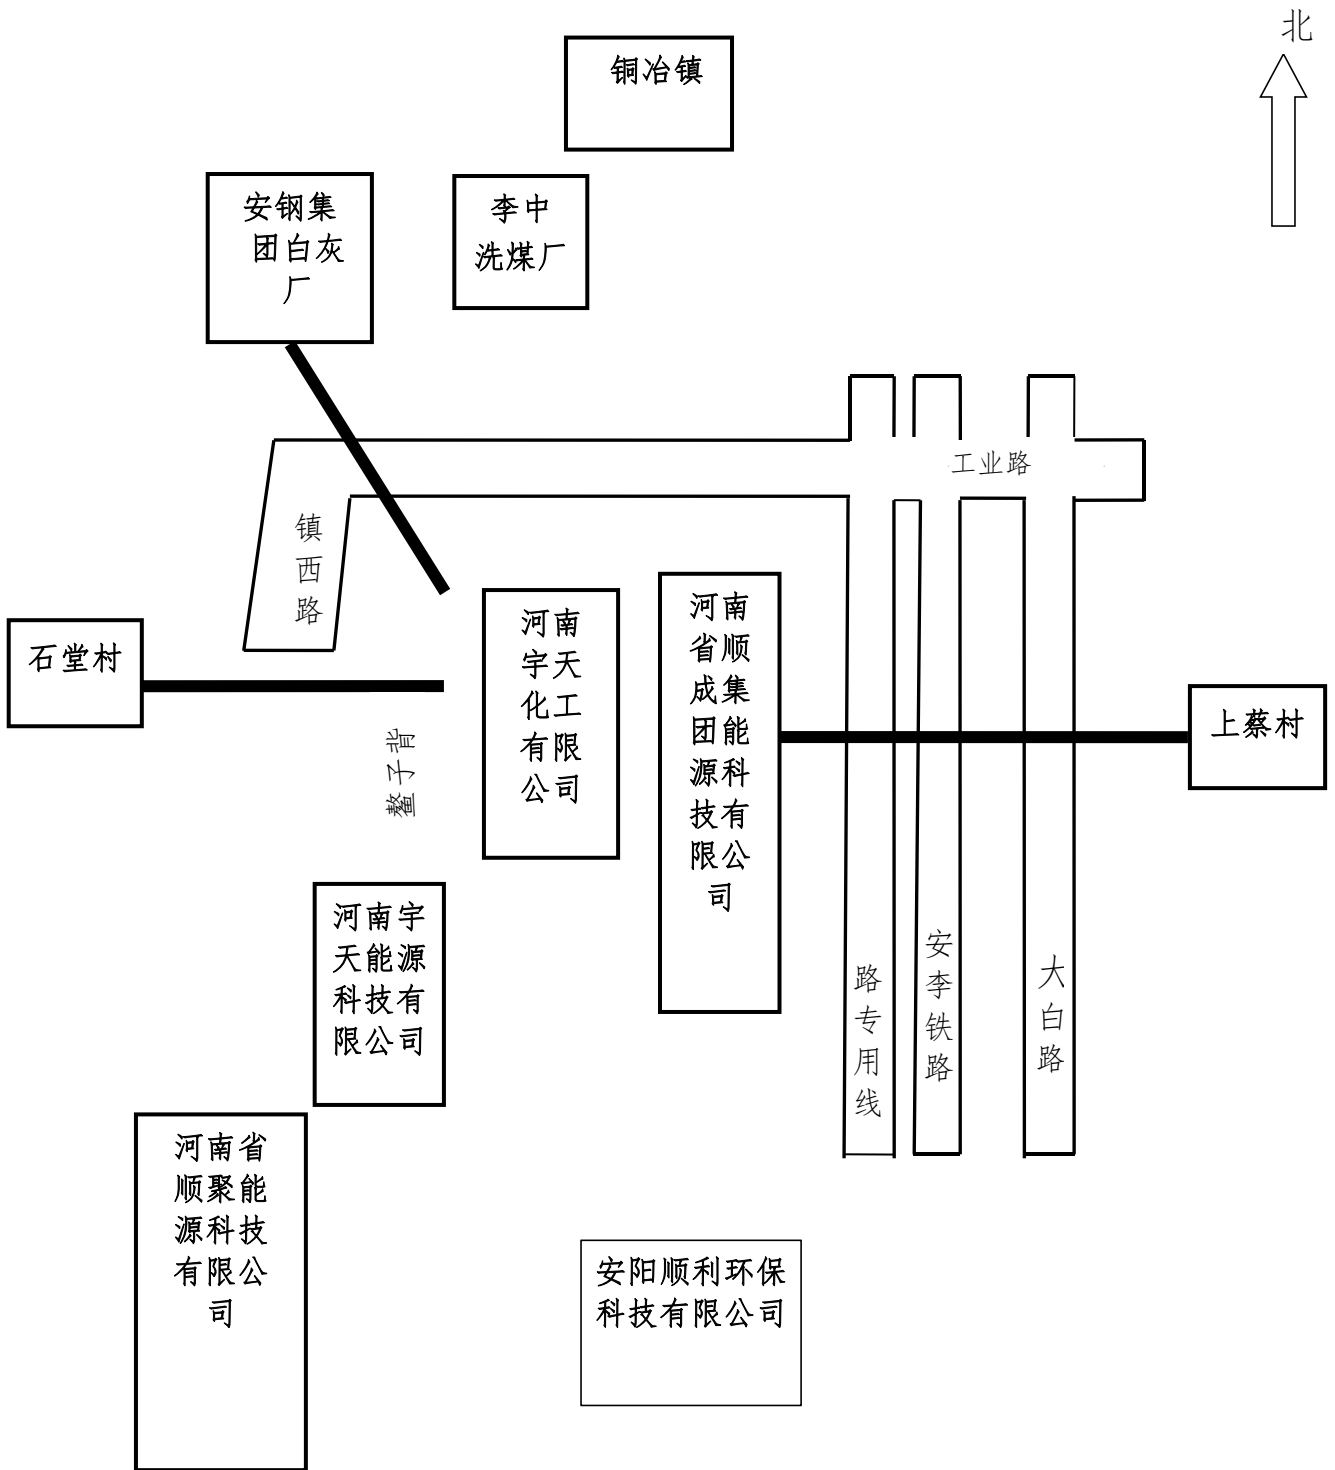 北
铜冶镇
安钢集
团白灰
厂
李中
洗煤厂
工业路
镇
西
路
石堂村
河南
宇天
化工
有限
公司
河南
省顺
成集
团能
源科
技有
限公
司
上蔡村
鳌子背
河南宇
天能源
科技有
限公司
路
专
用
线
安
李
铁
路
大
白
路
河南省
顺聚能
源科技
有限公
司
安阳顺利环保
科技有限公司